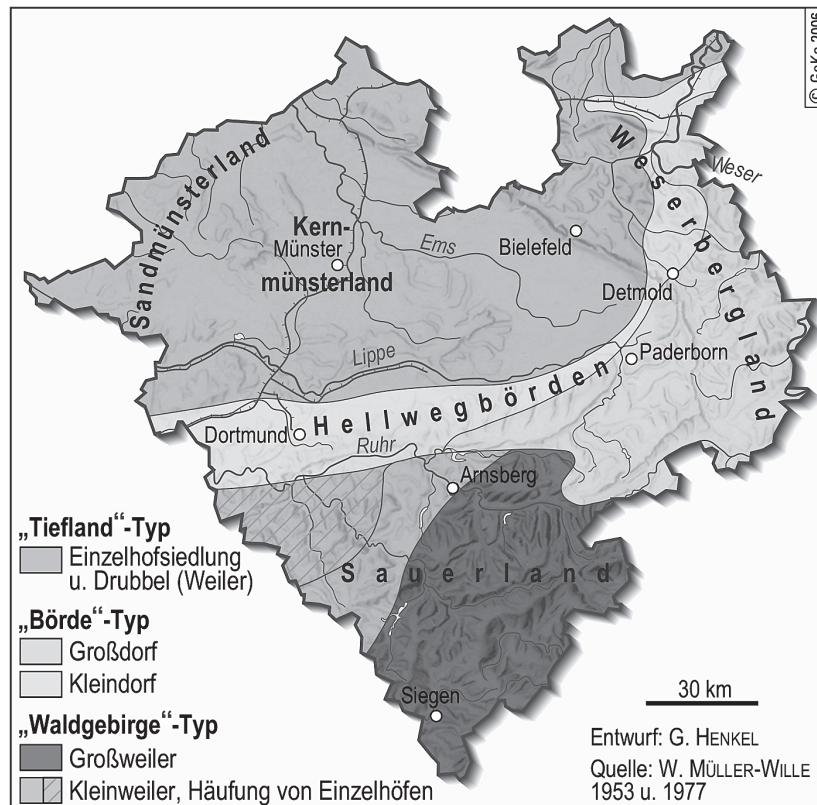 © GeKo 2006
Sandmünsterland
Kern-
Münster
münsterland
Ems
Bielefeld
Weserbergland
Weser
Detmold
Lippe
Paderborn
Hellwegbörden
Dortmund
Ruhr
Arnsberg
Sauerland
Siegen
„Tiefland“-Typ
Einzelhofsiedlung
u. Drubbel (Weiler)
„Börde“-Typ
Großdorf
Kleindorf
„Waldgebirge“-Typ
Großweiler
Kleinweiler, Häufung von Einzelhöfen
30 km
Entwurf: G. HENKEL
Quelle: W. MÜLLER-WILLE
1953 u. 1977